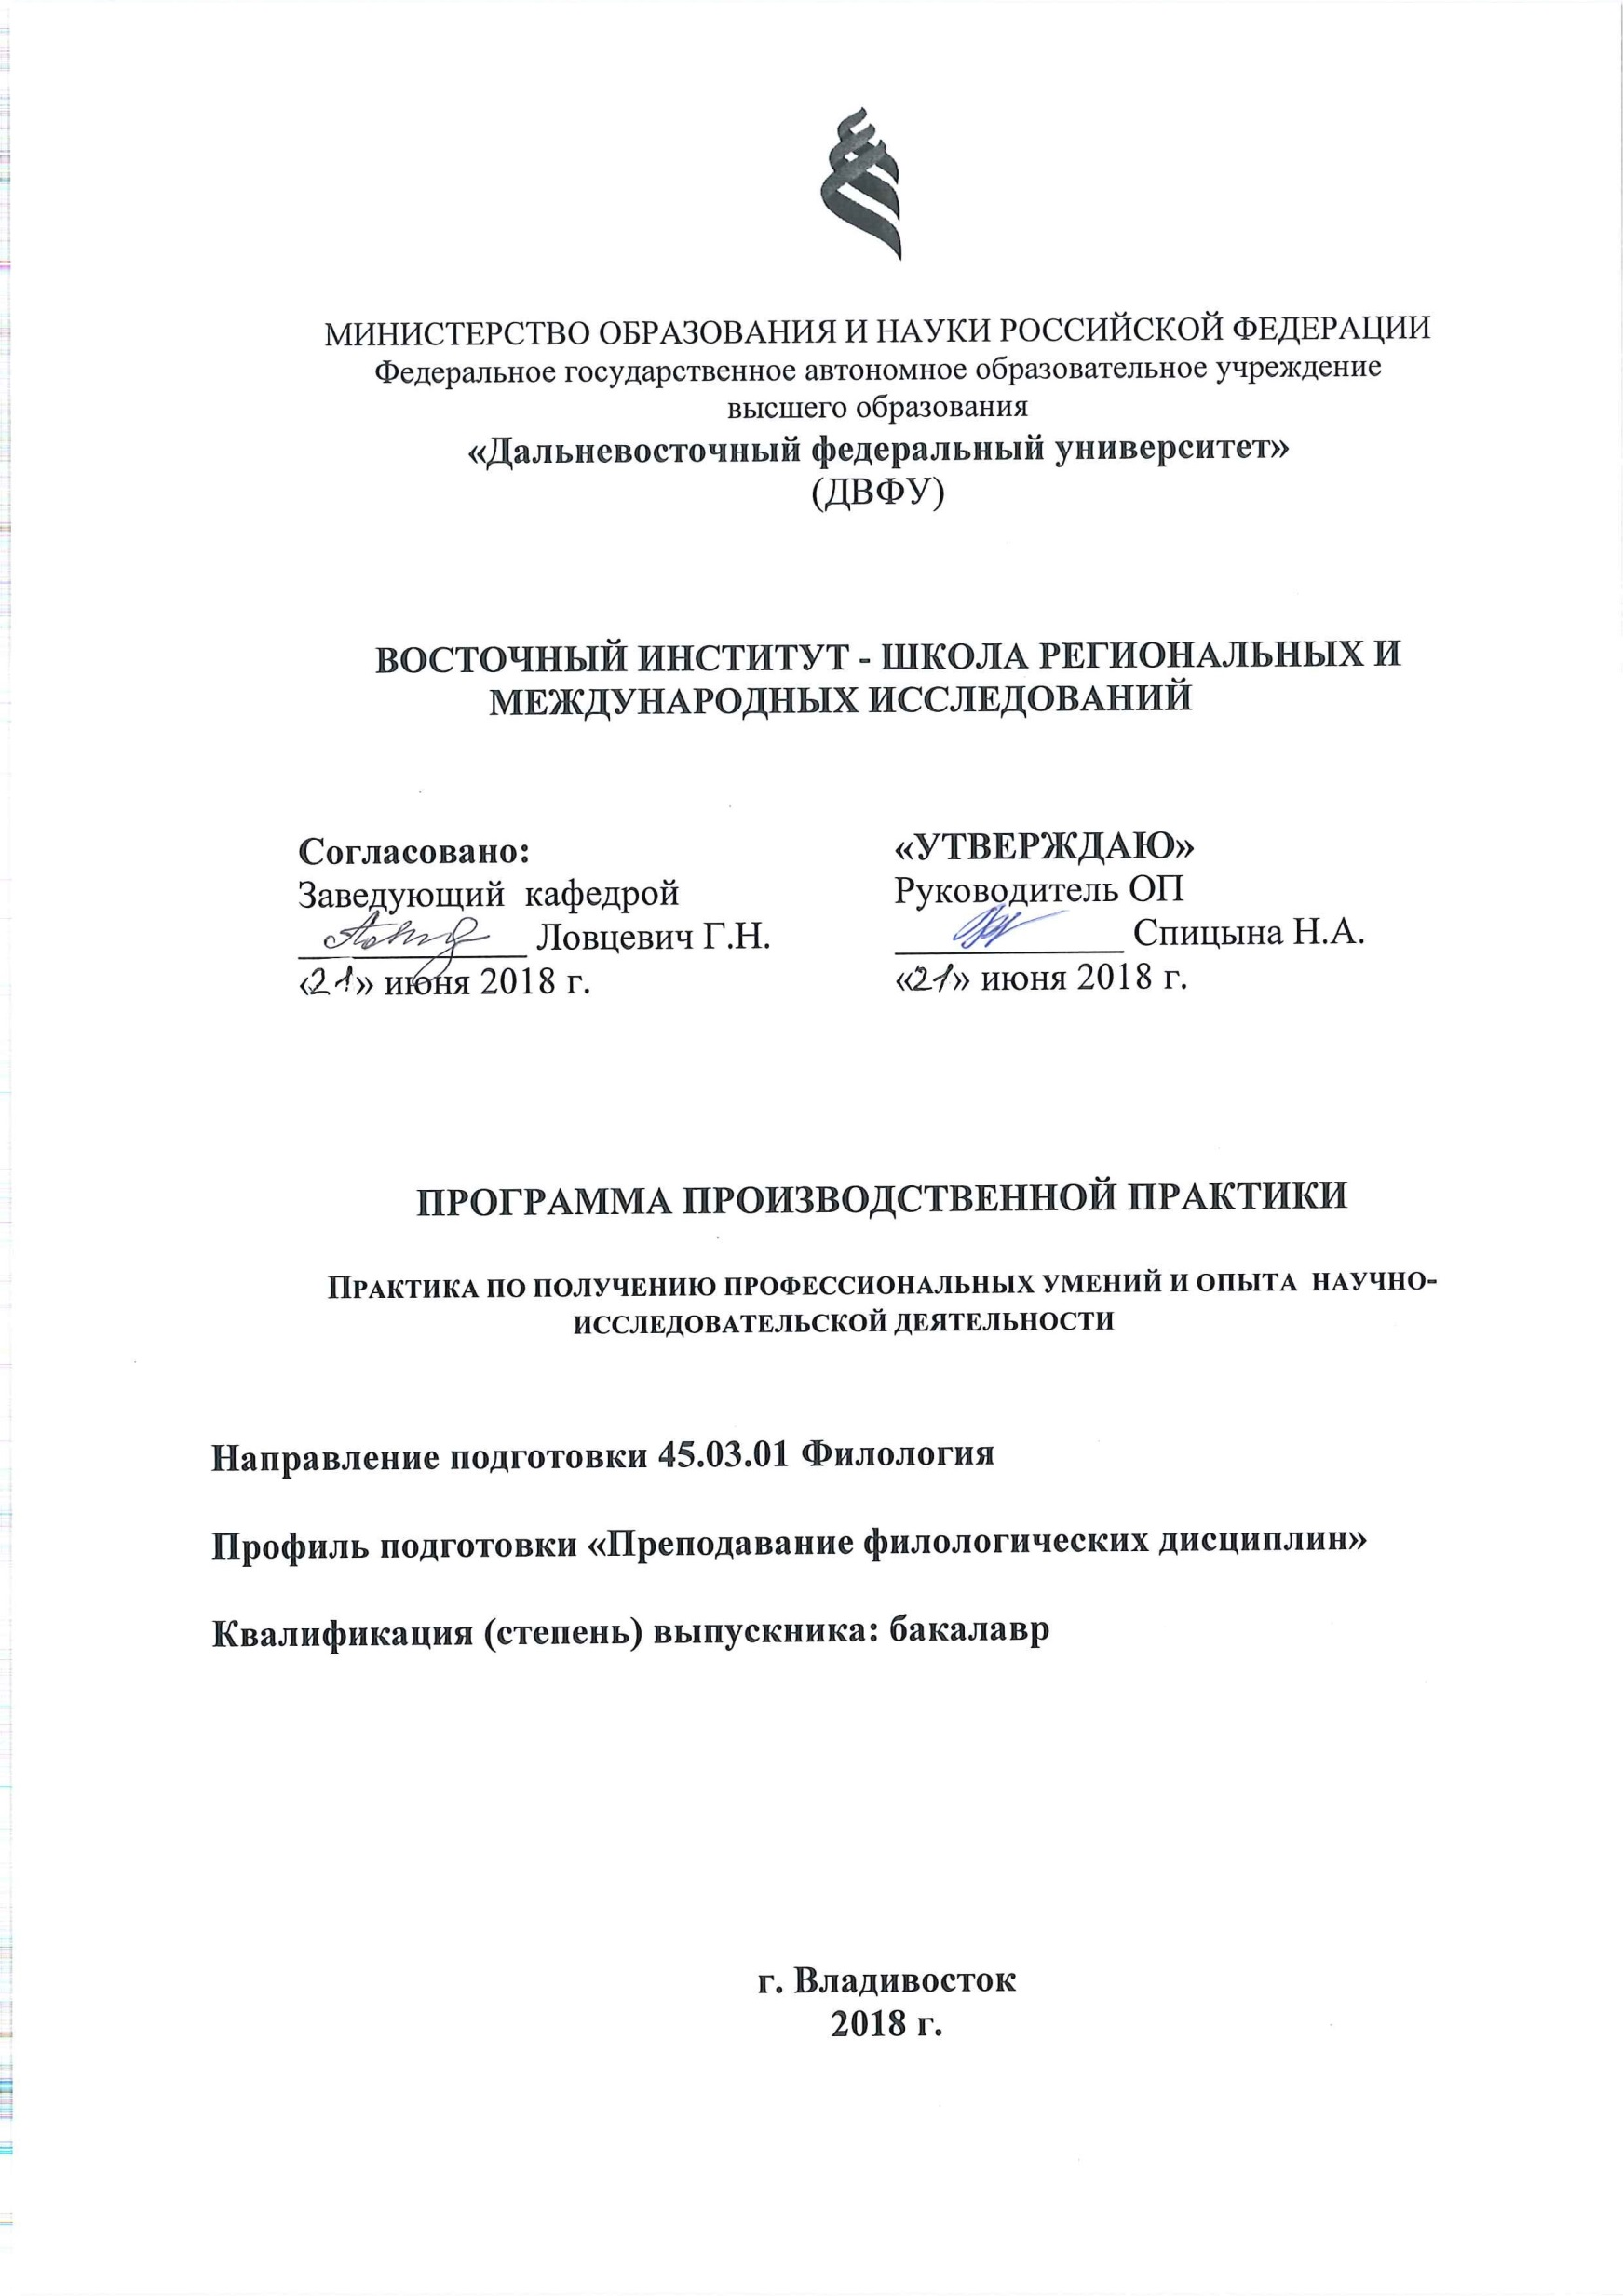 МИНИСТЕРСТВО ОБРАЗОВАНИЯ И НАУКИ РОССИЙСКОЙ ФЕДЕРАЦИИ
Федеральное государственное автономное образовательное учреждение
высшего образования
«Дальневосточный федеральный университет»
(ДВФУ)
ВОСТОЧНЫЙ ИНСТИТУТ - ШКОЛА РЕГИОНАЛЬНЫХ И
МЕЖДУНАРОДНЫХ ИССЛЕДОВАНИЙ
Согласовано:
Заведующий кафедрой
Ловцевич Г.Н.
«21» июня 2018 г.
«УТВЕРЖДАЮ»
Руководитель ОП
Спицына Н.А.
«21» июня 2018 г.
ПРОГРАММА ПРОИЗВОДСТВЕННОЙ ПРАКТИКИ
ПРАКТИКА ПО ПОЛУЧЕНИЮ ПРОФЕССИОНАЛЬНЫХ УМЕНИЙ И ОПЫТА НАУЧНО-
ИССЛЕДОВАТЕЛЬСКОЙ ДЕЯТЕЛЬНОСТИ
Направление подготовки 45.03.01 Филология
Профиль подготовки «Преподавание филологических дисциплин»
Квалификация (степень) выпускника: бакалавр
г. Владивосток
2018 г.